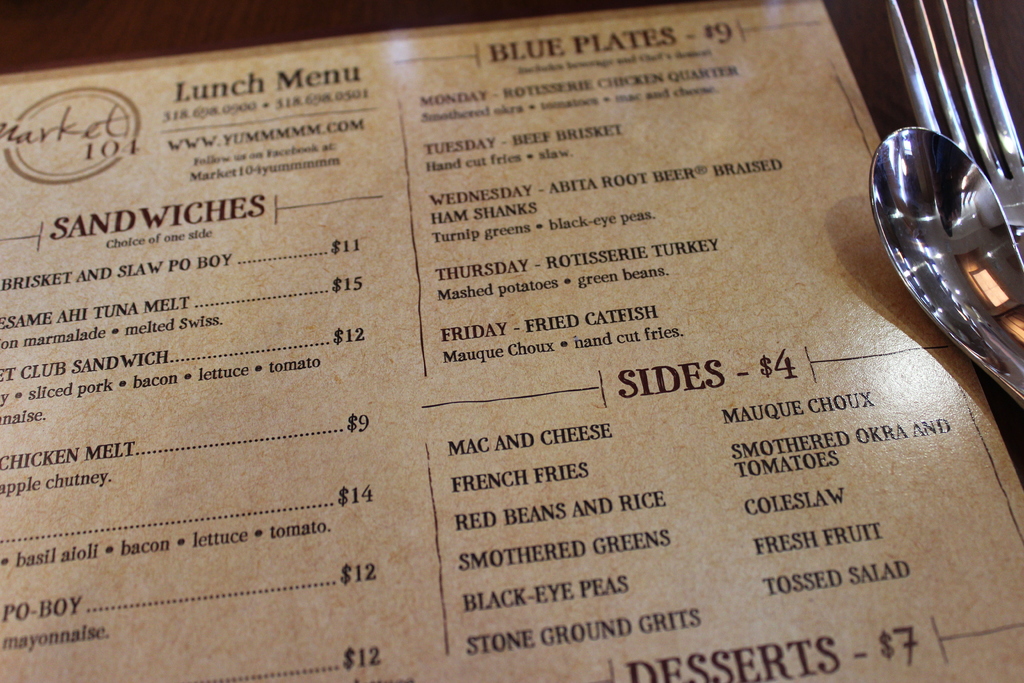 Market
104
Lunch Menu
318.698.0900 • 318.698.0501
WWW.YUMMMMM.COM
Follow us on Facebook at:
Market104yummmmm
SANDWICHES
Choice of one side
BRISKET AND SLAW PO BOY ..................$11
ESAME AHI TUNA MELT ..........................$15
on marmalade • melted Swiss.
ET CLUB SANDWICH...............................$12
y • sliced pork • bacon • lettuce • tomato
nnaise.
CHICKEN MELT........................................$9
apple chutney.
$14
• basil aioli • bacon • lettuce • tomato.
PO-BOY ................................................$12
mayonnaise.
$12
BLUE PLATES - $9
Includes beverage and Chef's dessert
MONDAY - ROTISSERIE CHICKEN QUARTER
Smothered okra • tomatoes • mac and cheese.
TUESDAY - BEEF BRISKET
Hand cut fries • slaw.
WEDNESDAY - ABITA ROOT BEER® BRAISED
HAM SHANKS
Turnip greens • black-eye peas.
THURSDAY - ROTISSERIE TURKEY
Mashed potatoes • green beans.
FRIDAY - FRIED CATFISH
Mauque Choux • hand cut fries.
SIDES - $4
MAC AND CHEESE
FRENCH FRIES
RED BEANS AND RICE
SMOTHERED GREENS
BLACK-EYE PEAS
STONE GROUND GRITS
MAUQUE CHOUX
SMOTHERED OKRA AND
TOMATOES
COLESLAW
FRESH FRUIT
TOSSED SALAD
DESSERTS - $7